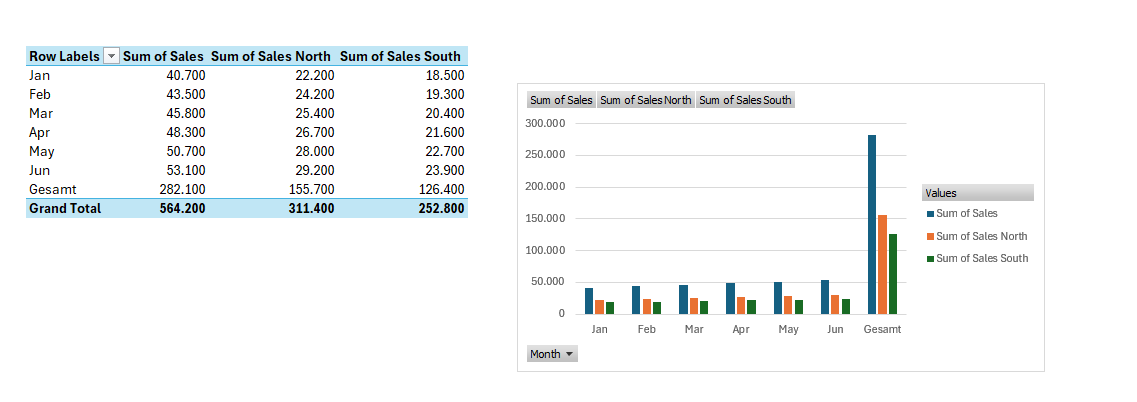 Row Labels Sum of Sales Sum of Sales North Sum of Sales South
Jan 40.700 22.200 18.500
Feb 43.500 24.200 19.300
Mar 45.800 25.400 20.400
Apr 48.300 26.700 21.600
May 50.700 28.000 22.700
Jun 53.100 29.200 23.900
Gesamt 282.100 155.700 126.400
Grand Total 564.200 311.400 252.800
Sum of Sales Sum of Sales North Sum of Sales South
300.000
250.000
200.000
150.000
100.000
50.000
0
Jan Feb Mar Apr May Jun Gesamt
Values
Sum of Sales
Sum of Sales North
Sum of Sales South
Month